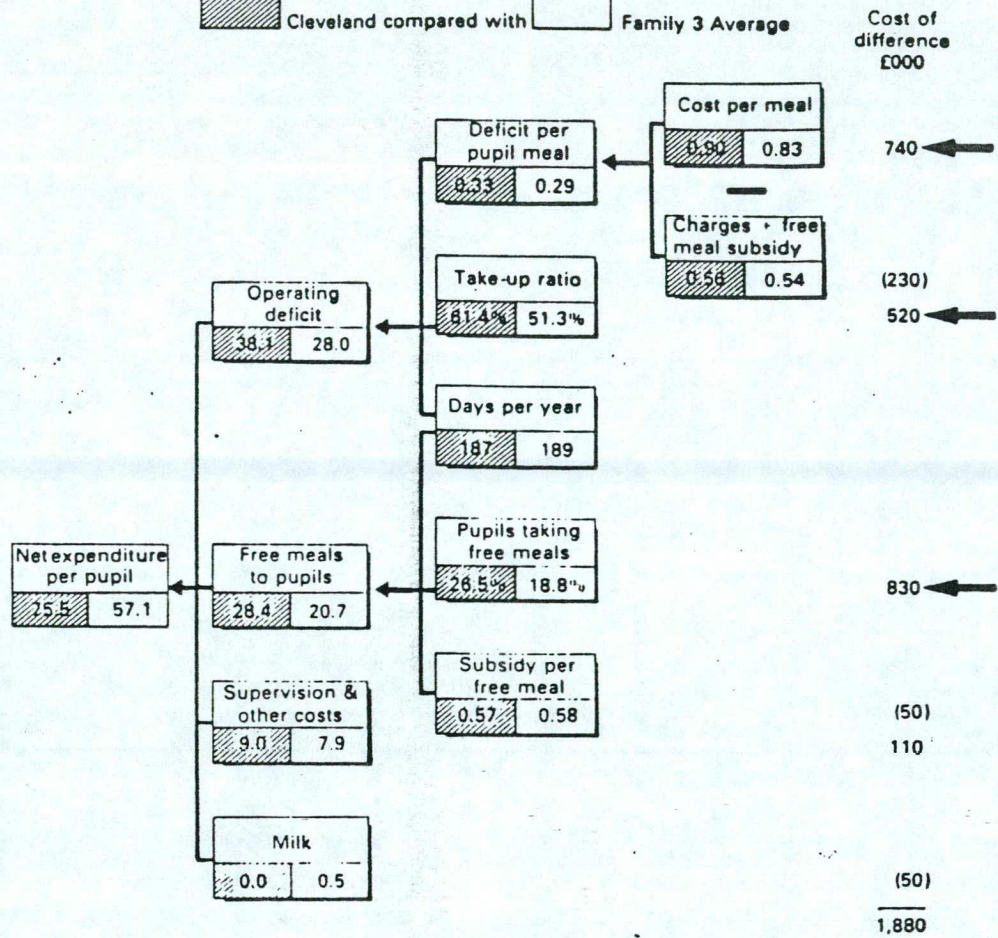 Cleveland compared with Family 3 Average
Cost of
difference
£000
Cost per meal
0.90 0.83
740
Deficit per
pupil meal
0.33 0.29
Charges + free
meal subsidy
0.56 0.54
(230)
Take-up ratio
61.4% 51.3%
520
Operating
deficit
38.1 28.0
Days per year
187 189
Pupils taking
free meals
26.5% 18.8%
830
Net expenditure
per pupil
25.5 57.1
Free meals
to pupils
28.4 20.7
Subsidy per
free meal
0.57 0.58
(50)
Supervision &
other costs
9.0 7.9
110
Milk
0.0 0.5
(50)
1,880